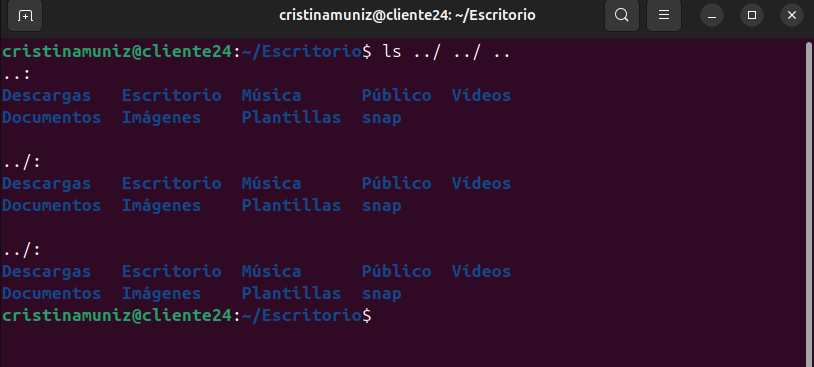 cristinamuniz@cliente24: ~/Escritorio
cristinamuniz@cliente24:~/Escritorio$ ls ../ ../ ..
..:
Descargas   Escritorio  Música      Público  Vídeos
Documentos  Imágenes    Plantillas  snap

../:
Descargas   Escritorio  Música      Público  Vídeos
Documentos  Imágenes    Plantillas  snap

../:
Descargas   Escritorio  Música      Público  Vídeos
Documentos  Imágenes    Plantillas  snap
cristinamuniz@cliente24:~/Escritorio$